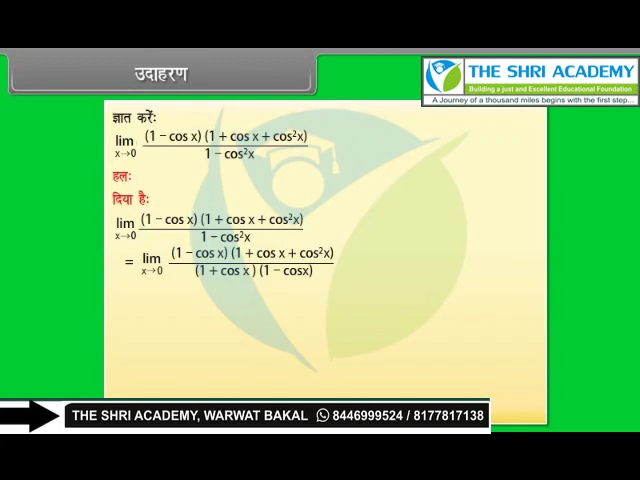 उदाहरण
THE SHRI ACADEMY
Building a just and Excellent Educational Foundation
A Journey of a thousand miles begins with the first step...
ज्ञात करेंः
lim x→0 (1 − cos x) (1 + cos x + cos²x) / 1 − cos²x
हलः
दिया हैः
lim x→0 (1 − cos x) (1 + cos x + cos²x) / 1 − cos²x
= lim x→0 (1 − cos x) (1 + cos x + cos²x) / (1 + cos x ) (1 − cosx)
THE SHRI ACADEMY, WARWAT BAKAL 8446999524 / 8177817138